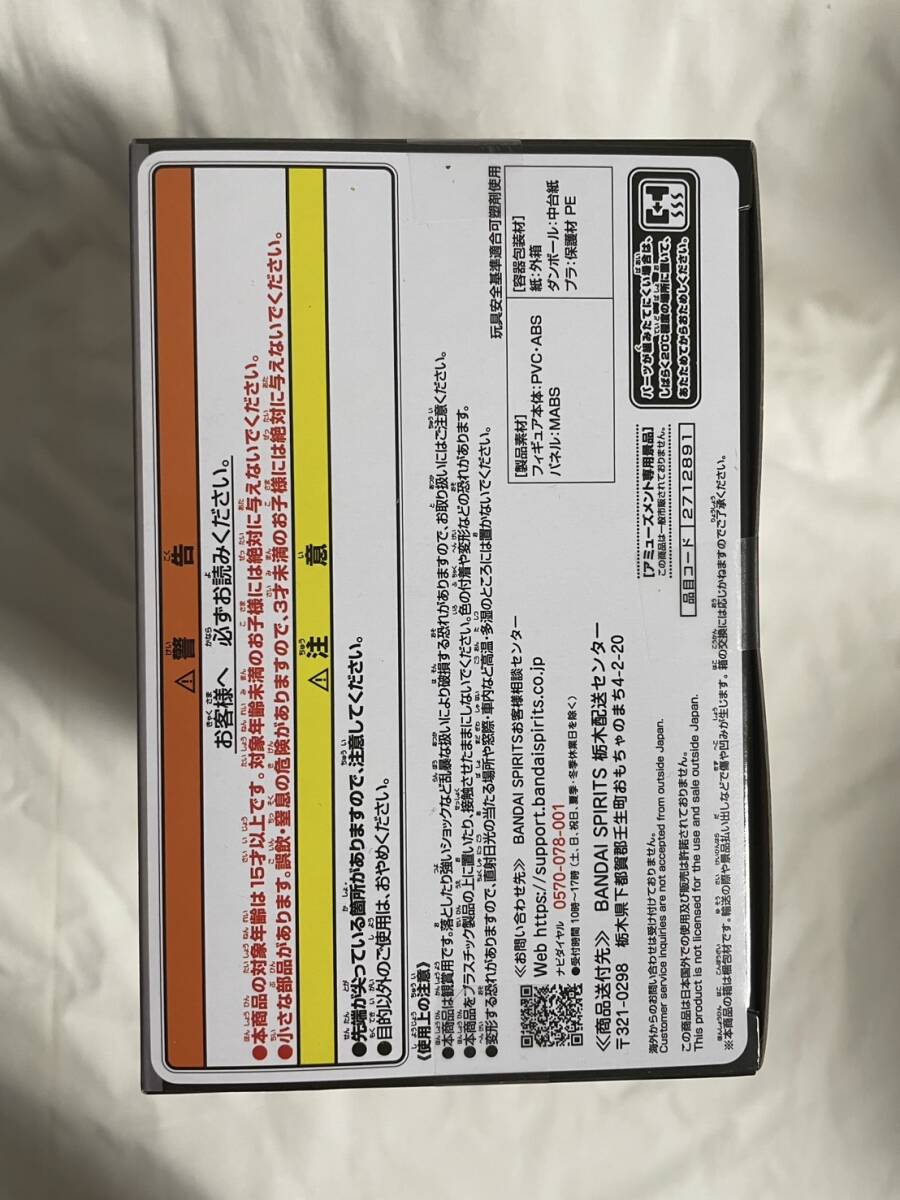 ⚠警告
お客様へ 必ずお読みください。
●本商品の対象年齢は15才以上です。対象年齢未満のお子様には絶対に与えないでください。
●小さな部品があります。誤飲・窒息の危険がありますので、3才未満のお子様には絶対に与えないでください。
⚠注意
●先端が尖っている箇所がありますので、注意してください。
●目的以外のご使用は、おやめください。
《使用上の注意》
●本商品は観賞用です。落としたり強いショックなど乱暴な扱いにより破損する恐れがありますので、お取り扱いにはご注意ください。
●本商品をプラスチック製品の上に置いたり、接触させたままにしないでください。色の付着や変形などの恐れがあります。
●変形する恐れがありますので、直射日光の当たる場所や窓際・車内など高温・多湿のところには置かないでください。
玩具安全基準適合可塑剤使用
[製品素材]
フィギュア本体:PVC・ABS
パネル:MABS
[容器包装材]
紙:外箱
ダンボール:中台紙
プラ:保護材 PE
≪お問い合わせ先≫ BANDAI SPIRITSお客様相談センター
Web https://support.bandaispirits.co.jp
ナビダイヤル 0570-078-001
●受付時間 10時~17時(土、日、祝日、夏季・冬季休業日を除く)
≪商品送付先≫ BANDAI SPIRITS 栃木配送センター
〒321-0298 栃木県下都賀郡壬生町おもちゃのまち4-2-20
[アミューズメント専用景品]
この商品は一般市販されておりません。
品目コード 2712891
パーツが組みたてにくい場合は、
しばらく20℃程度の場所に置いて、
あたためてからおためしください。
海外からのお問い合わせは受け付けておりません。
Customer service inquiries are not accepted from outside Japan.
この商品は日本国外での使用及び販売は許諾されておりません。
This product is not licensed for the use and sale outside Japan.
※本商品の箱は梱包材です。輸送の際や景品払い出しなどで傷や凹みが生じます。箱の交換には応じかねますのでご了承ください。